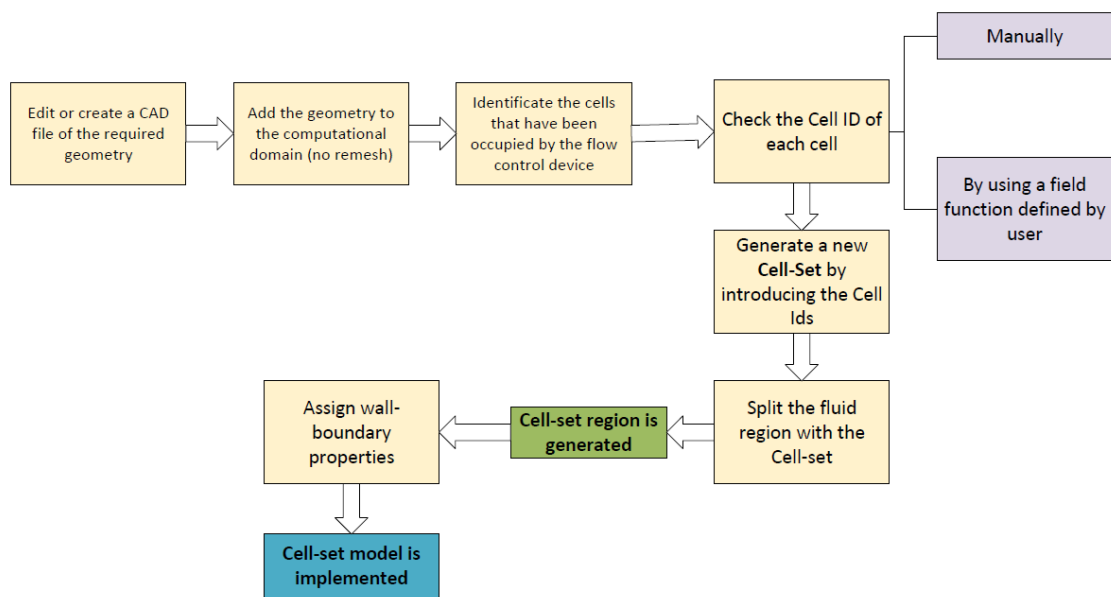 Edit or create a CAD
file of the required
geometry
Add the geometry to
the computational
domain (no remesh)
Identificate the cells
that have been
occupied by the flow
control device
Check the Cell ID of
each cell
Manually
By using a field
function defined by
user
Generate a new
Cell-Set by
introducing the Cell
Ids
Split the fluid
region with the
Cell-set
Cell-set region is
generated
Assign wall-
boundary
properties
Cell-set model is
implemented